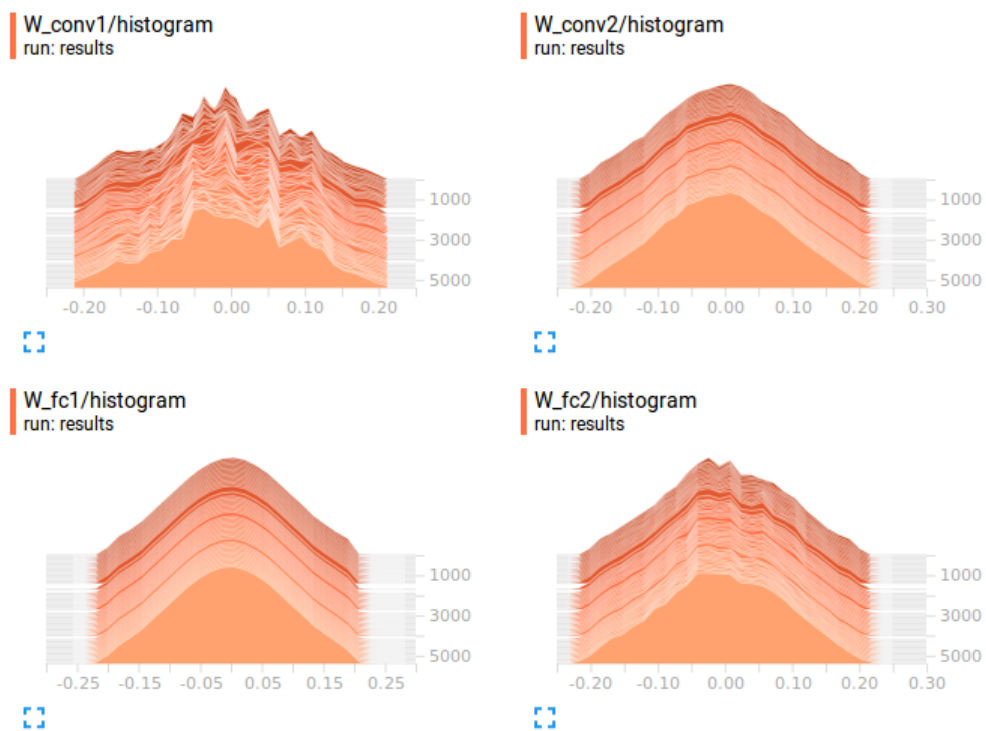 W_conv1/histogram
run: results
1000
3000
5000
-0.20 -0.10 0.00 0.10 0.20
W_conv2/histogram
run: results
1000
3000
5000
-0.20 -0.10 0.00 0.10 0.20 0.30
W_fc1/histogram
run: results
1000
3000
5000
-0.25 -0.15 -0.05 0.05 0.15 0.25
W_fc2/histogram
run: results
1000
3000
5000
-0.20 -0.10 0.00 0.10 0.20 0.30